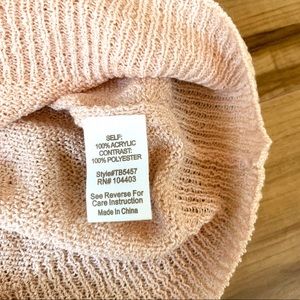 SELF:
100% ACRYLIC
CONTRAST:
100% POLYESTER
Style#TB5457
RN# 104403
See Reverse For
Care Instruction
Made In China